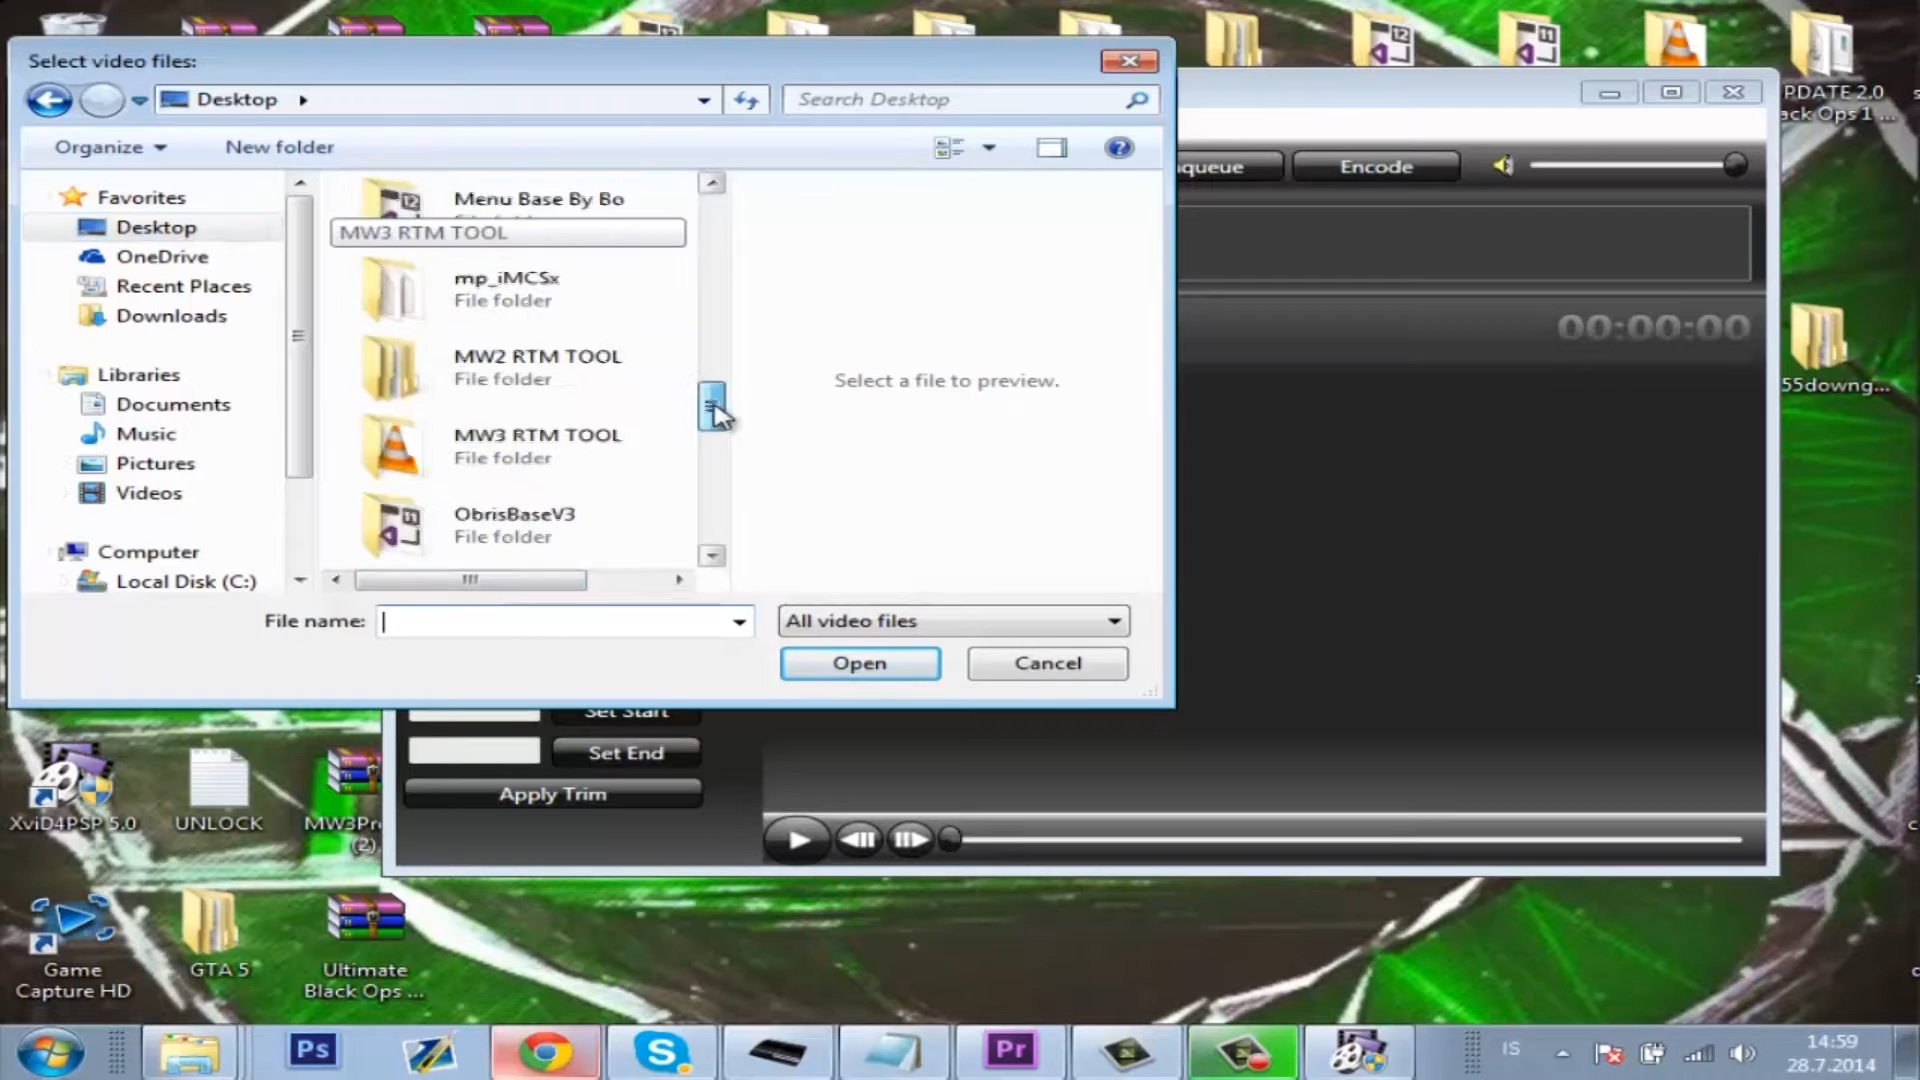 Select video files:
Desktop
Search Desktop
PDATE 2.0
ack Ops 1 ...
Organize
New folder
Favorites
Desktop
OneDrive
Recent Places
Downloads
Libraries
Documents
Music
Pictures
Videos
Computer
Local Disk (C:)
Menu Base By Bo
MW3 RTM TOOL
mp_iMCSx
File folder
MW2 RTM TOOL
File folder
MW3 RTM TOOL
File folder
ObrisBaseV3
File folder
Select a file to preview.
nqueue
Encode
00:00:00
55downg...
File name:
All video files
Open
Cancel
Set Start
Set End
Apply Trim
XviD4PSP 5.0
UNLOCK
MW3Pr
(2)
Game
Capture HD
GTA 5
Ultimate
Black Ops ...
Ps
Pr
IS
14:59
28.7.2014